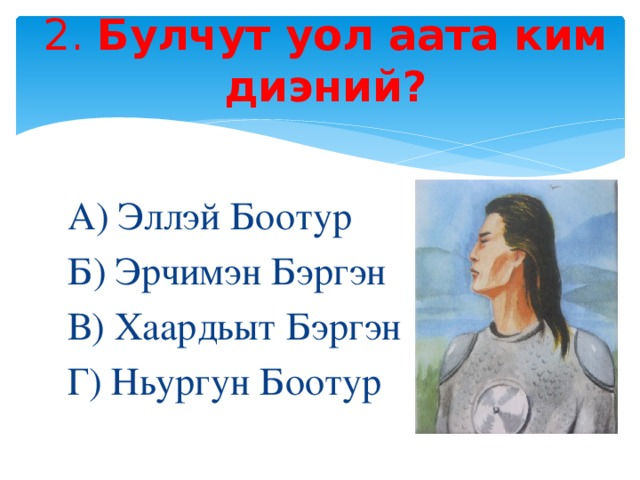 2. Булчут уол аата ким
диэний?
А) Эллэй Боотур
Б) Эрчимэн Бэргэн
В) Хаардьыт Бэргэн
Г) Ньургун Боотур